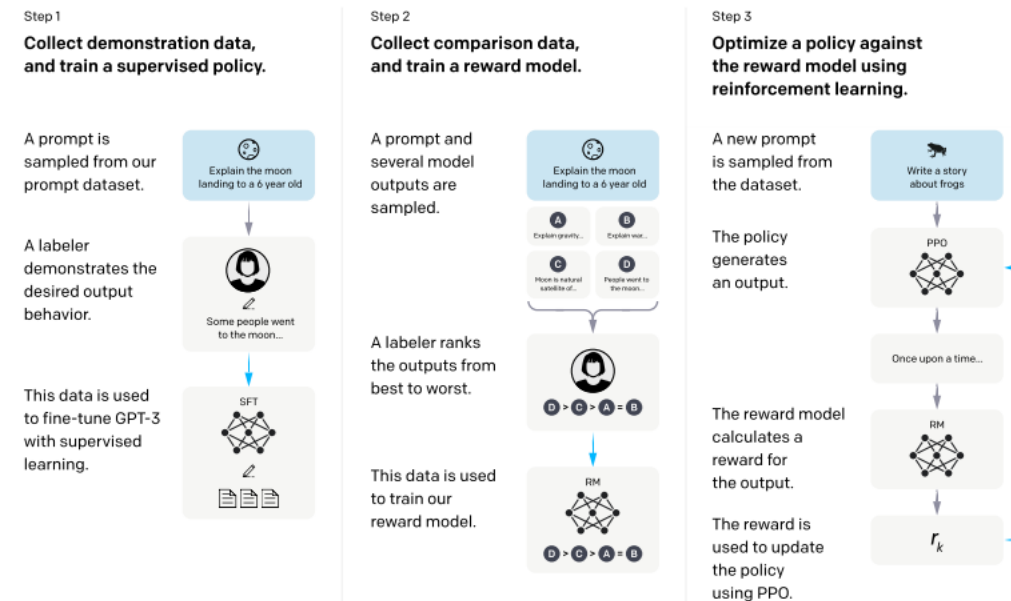 Step 1
Collect demonstration data,
and train a supervised policy.
A prompt is
sampled from our
prompt dataset.
Explain the moon
landing to a 6 year old
A labeler
demonstrates the
desired output
behavior.
Some people went
to the moon...
This data is used
to fine-tune GPT-3
with supervised
learning.
SFT
Step 2
Collect comparison data,
and train a reward model.
A prompt and
several model
outputs are
sampled.
Explain the moon
landing to a 6 year old
A
Explain gravity...
B
Explain war...
C
Moon is natural
satellite of...
D
People went to
the moon...
A labeler ranks
the outputs from
best to worst.
D > C > A = B
This data is used
to train our
reward model.
RM
D > C > A = B
Step 3
Optimize a policy against
the reward model using
reinforcement learning.
A new prompt
is sampled from
the dataset.
Write a story
about frogs
The policy
generates
an output.
PPO
Once upon a time...
The reward model
calculates a
reward for
the output.
RM
The reward is
used to update
the policy
using PPO.
r_k